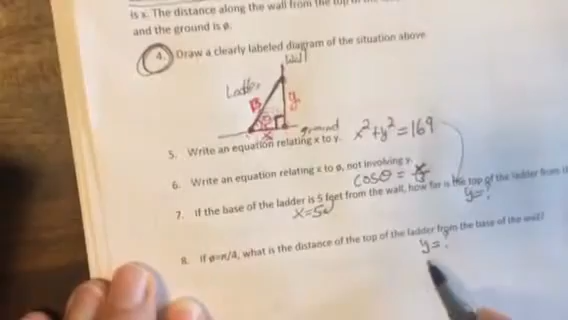 is x. The distance along the wall from the top
and the ground is ø.
4. Draw a clearly labeled diagram of the situation above
Wall
Ladder
13
y
θ
x
ground
5. Write an equation relating x to y. x²+y²=169
6. Write an equation relating x to ø, not involving y.
cosθ = x/13
7. If the base of the ladder is 5 feet from the wall, how far is the top of the ladder from
x=5
y=?
8. If ø=π/4, what is the distance of the top of the ladder from the base of the wall?
y=?